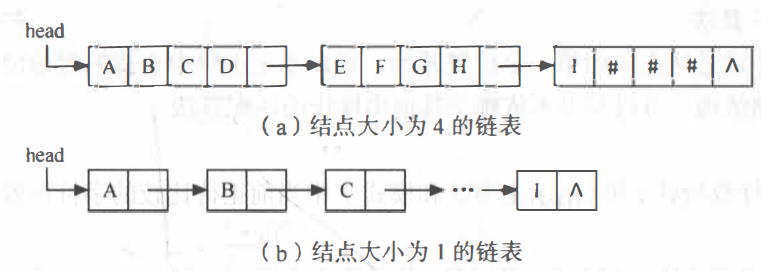 head
A B C D E F G H I # # # ∧
(a)结点大小为4的链表
head
A B C … I ∧
(b)结点大小为1的链表